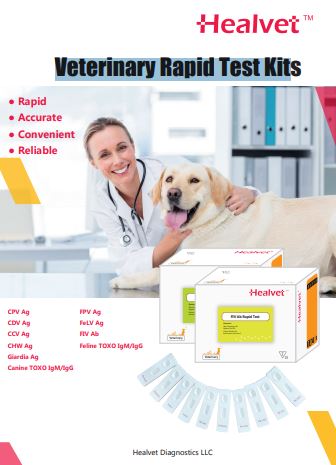 Healvet™
Veterinary Rapid Test Kits
● Rapid
● Accurate
● Convenient
● Reliable
Healvet
FIV Ab Rapid Test
CPV Ag
CDV Ag
CCV Ag
CHW Ag
Giardia Ag
Canine TOXO IgM/IgG
FPV Ag
FeLV Ag
FIV Ab
Feline TOXO IgM/IgG
Healvet Diagnostics LLC